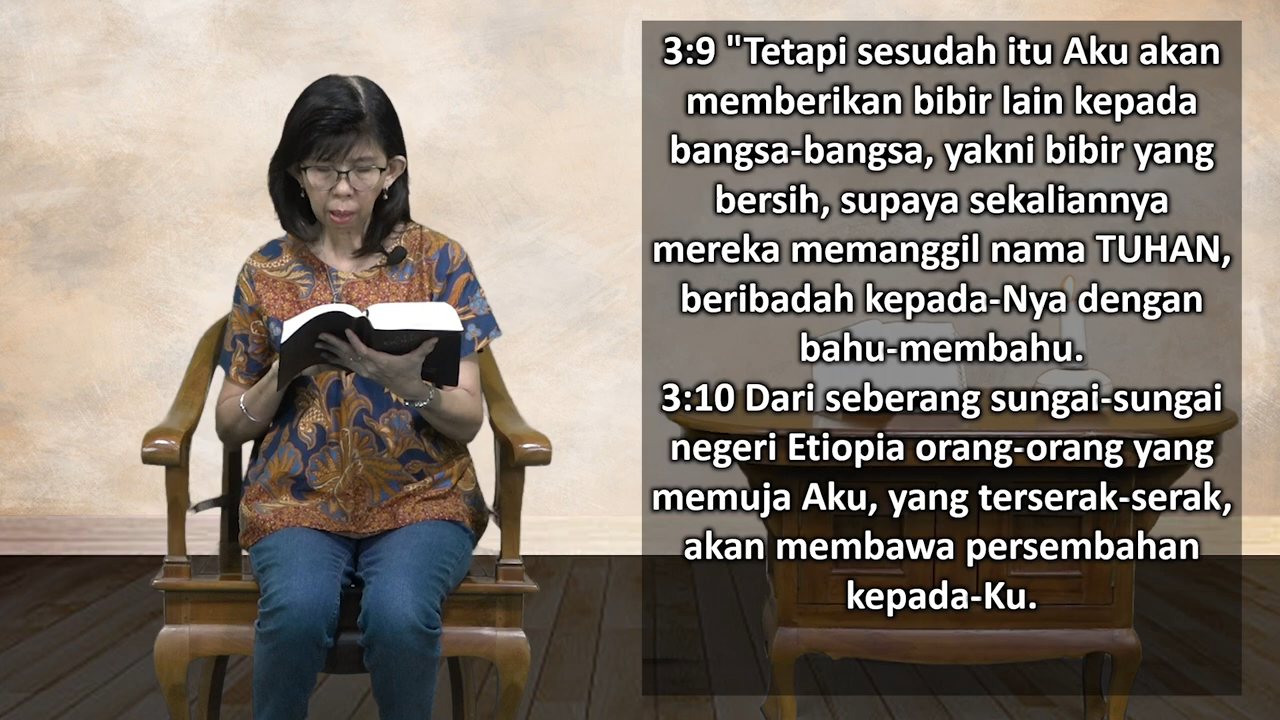 3:9 "Tetapi sesudah itu Aku akan
memberikan bibir lain kepada
bangsa-bangsa, yakni bibir yang
bersih, supaya sekaliannya
mereka memanggil nama TUHAN,
beribadah kepada-Nya dengan
bahu-membahu.
3:10 Dari seberang sungai-sungai
negeri Etiopia orang-orang yang
memuja Aku, yang terserak-serak,
akan membawa persembahan
kepada-Ku.